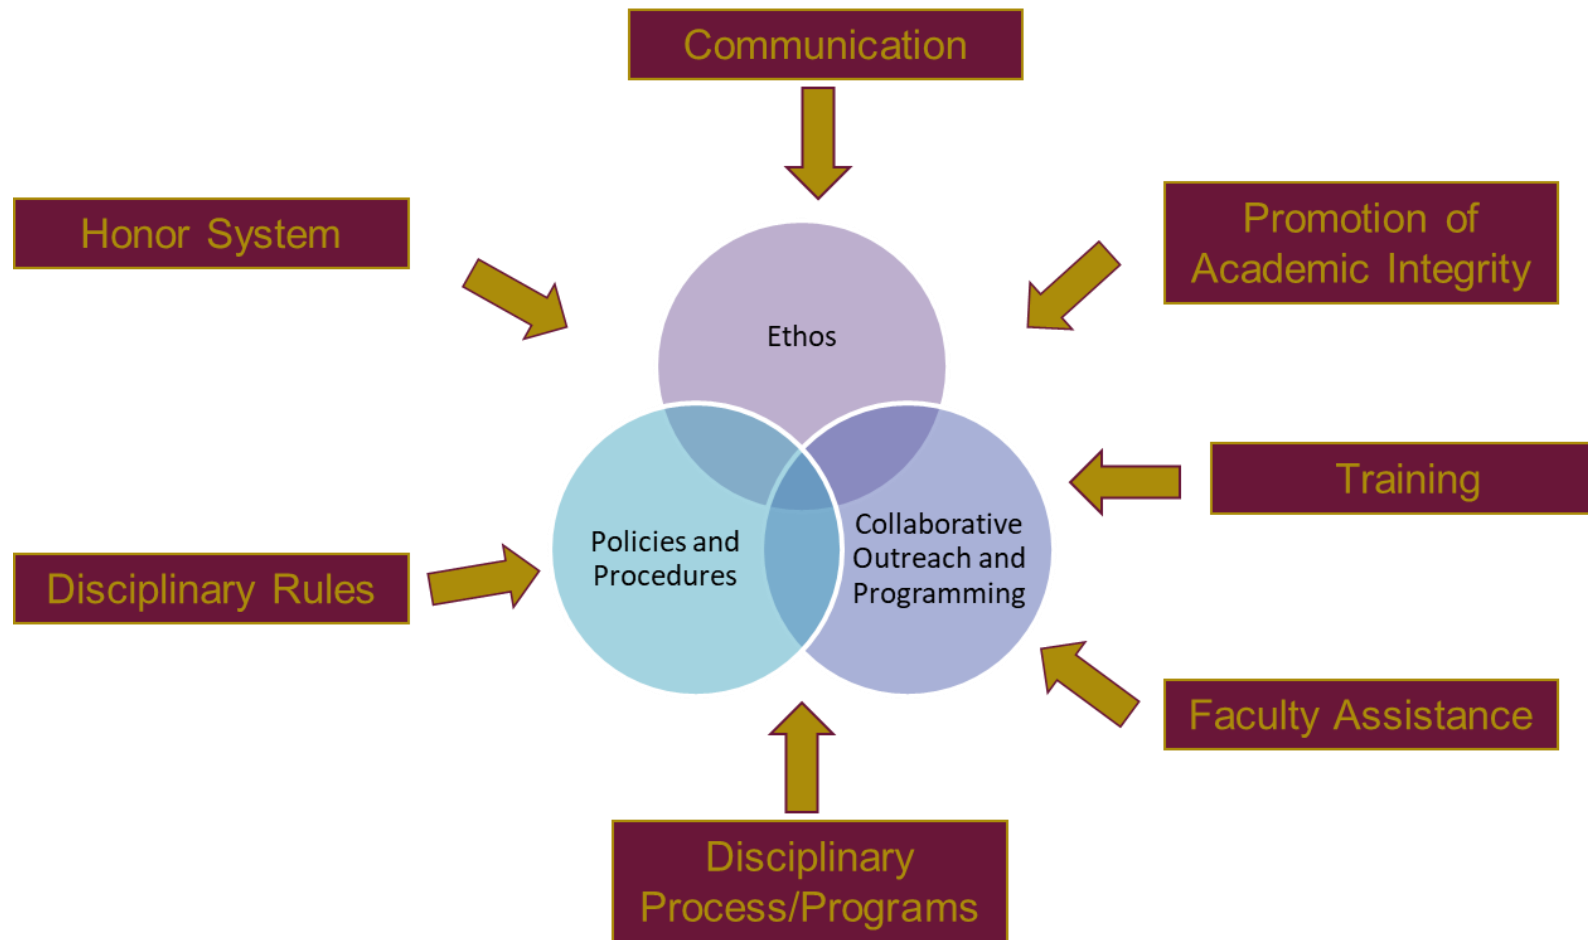 Communication
Honor System
Promotion of
Academic Integrity
Ethos
Training
Policies and
Procedures
Collaborative
Outreach and
Programming
Disciplinary Rules
Faculty Assistance
Disciplinary
Process/Programs